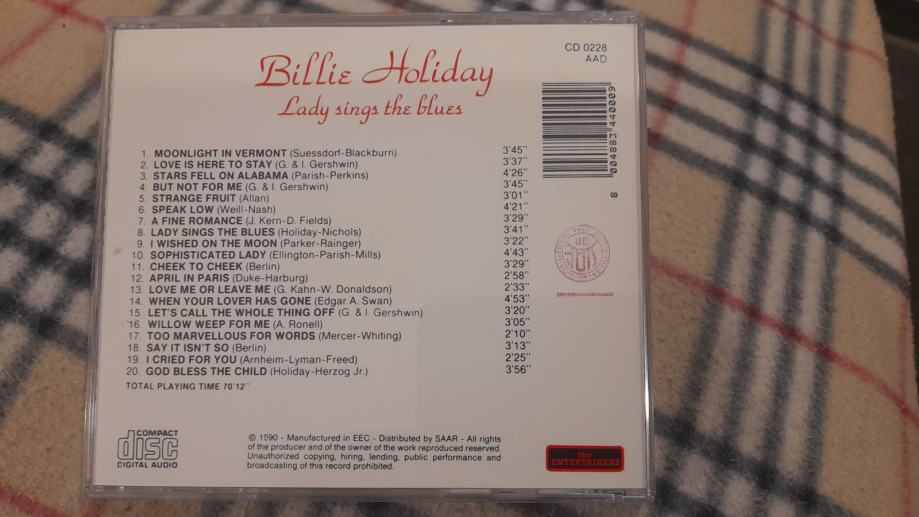 Billie Holiday
Lady sings the blues
CD 0228
AAD
1. MOONLIGHT IN VERMONT (Suessdorf-Blackburn) 3'45''
2. LOVE IS HERE TO STAY (G. & I. Gershwin) 3'37''
3. STARS FELL ON ALABAMA (Parish-Perkins) 4'26''
4. BUT NOT FOR ME (G. & I. Gershwin) 3'45''
5. STRANGE FRUIT (Allan) 3'01''
6. SPEAK LOW (Weill-Nash) 4'21''
7. A FINE ROMANCE (J. Kern-D. Fields) 3'29''
8. LADY SINGS THE BLUES (Holiday-Nichols) 3'41''
9. I WISHED ON THE MOON (Parker-Rainger) 3'22''
10. SOPHISTICATED LADY (Ellington-Parish-Mills) 4'43''
11. CHEEK TO CHEEK (Berlin) 3'29''
12. APRIL IN PARIS (Duke-Harburg) 2'58''
13. LOVE ME OR LEAVE ME (G. Kahn-W. Donaldson) 2'33''
14. WHEN YOUR LOVER HAS GONE (Edgar A. Swan) 4'53''
15. LET'S CALL THE WHOLE THING OFF (G. & I. Gershwin) 3'20''
16. WILLOW WEEP FOR ME (A. Ronell) 3'05''
17. TOO MARVELLOUS FOR WORDS (Mercer-Whiting) 2'10''
18. SAY IT ISN'T SO (Berlin) 3'13''
19. I CRIED FOR YOU (Arnheim-Lyman-Freed) 2'25''
20. GOD BLESS THE CHILD (Holiday-Herzog Jr.) 3'56''
TOTAL PLAYING TIME 70'12''
8 004883 440009
COMPACT
disc
DIGITAL AUDIO
© 1990 - Manufactured in EEC - Distributed by SAAR - All rights
of the producer and of the owner of the work reproduced reserved.
Unauthorized copying, hiring, lending, public performance and
broadcasting of this record prohibited.
the
ENTERTAINERS